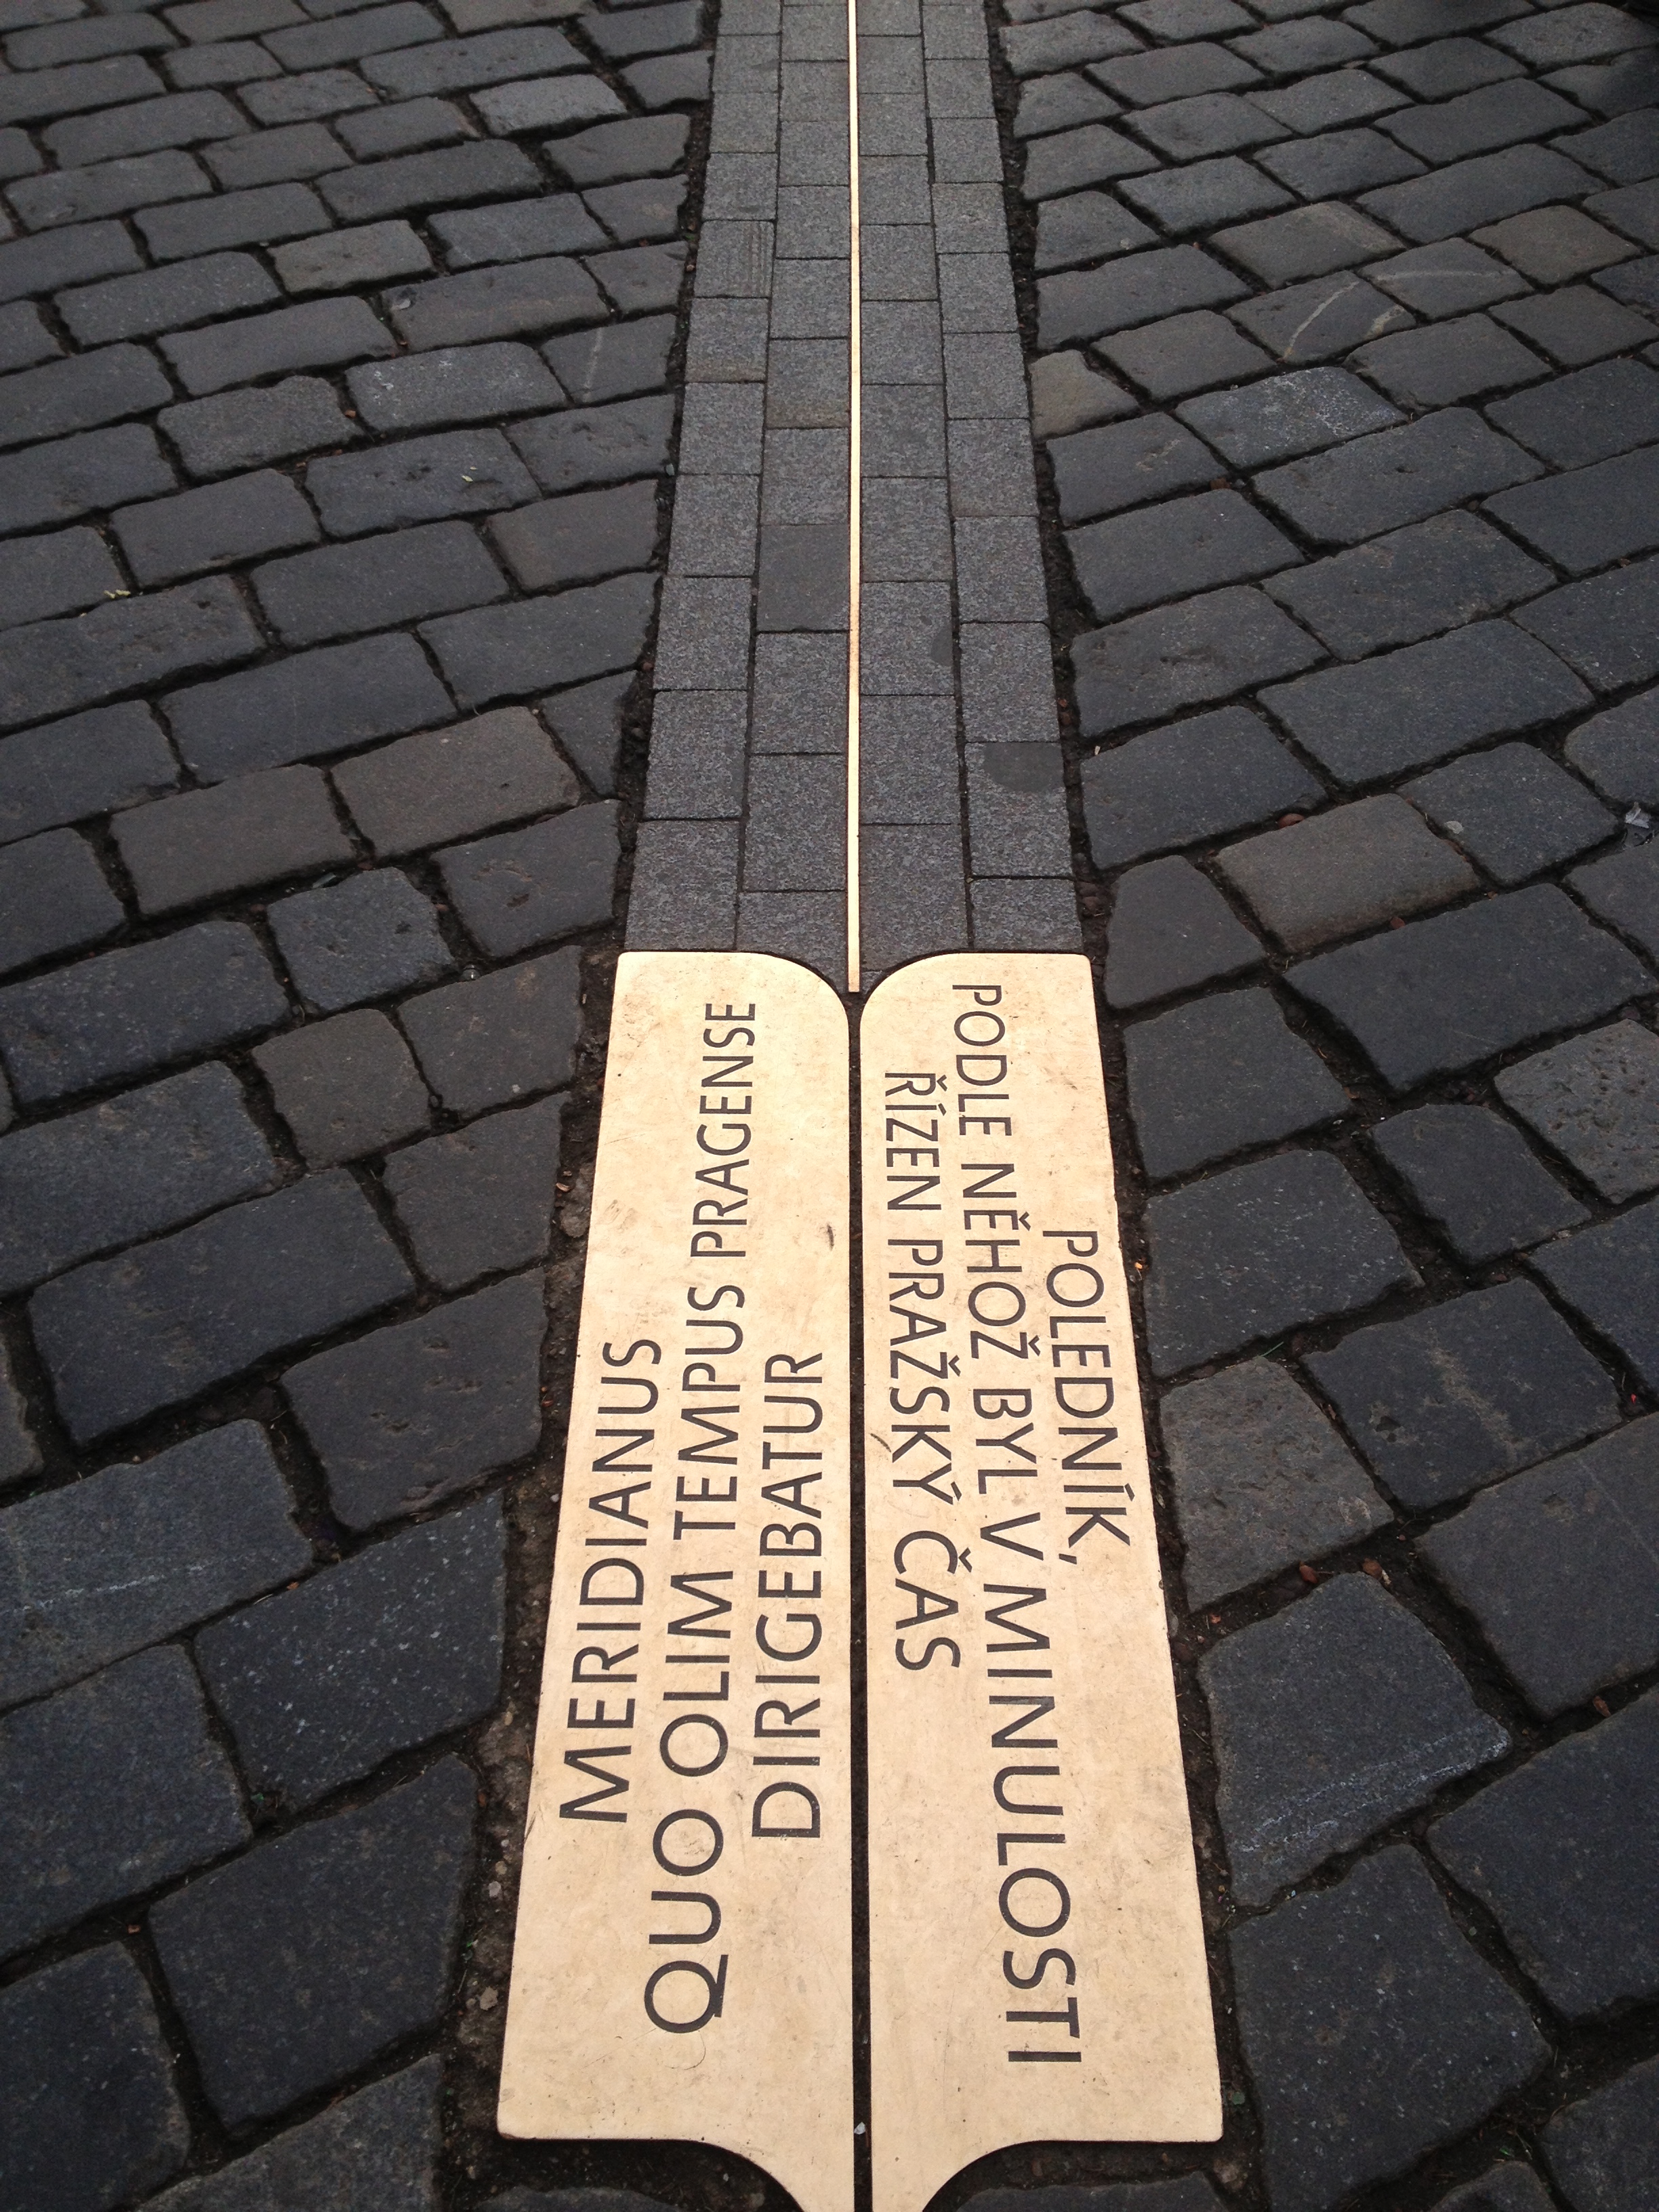 MERIDIANUS
QUO OLIM TEMPUS PRAGENSE
DIRIGEBATUR
POLEDNÍK,
PODLE NĚHOŽ BYL V MINULOSTI
ŘÍZEN PRAŽSKÝ ČAS